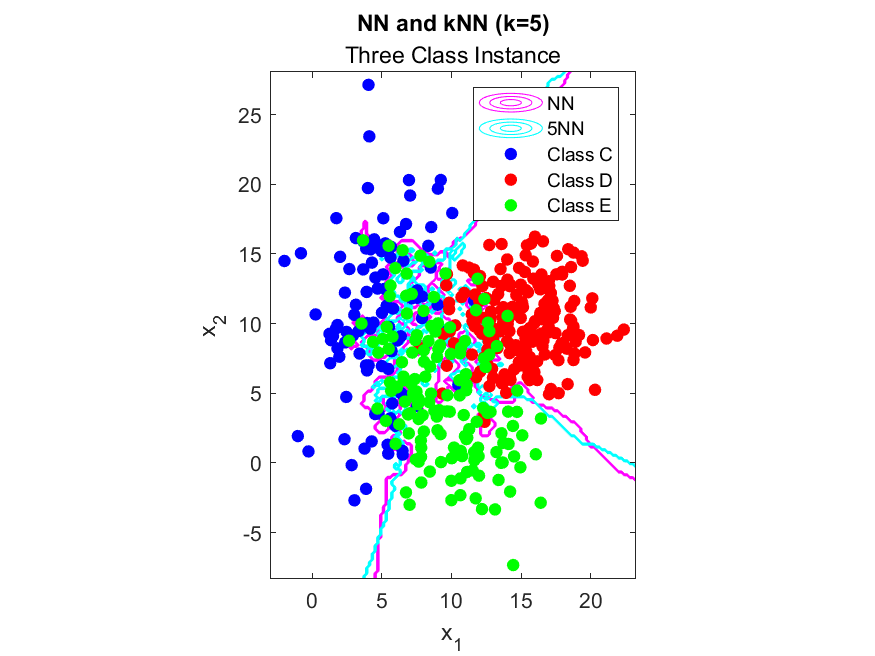 NN and kNN (k=5)
Three Class Instance
NN
5NN
Class C
Class D
Class E
25
20
15
10
5
0
-5
x2
0 5 10 15 20
x1